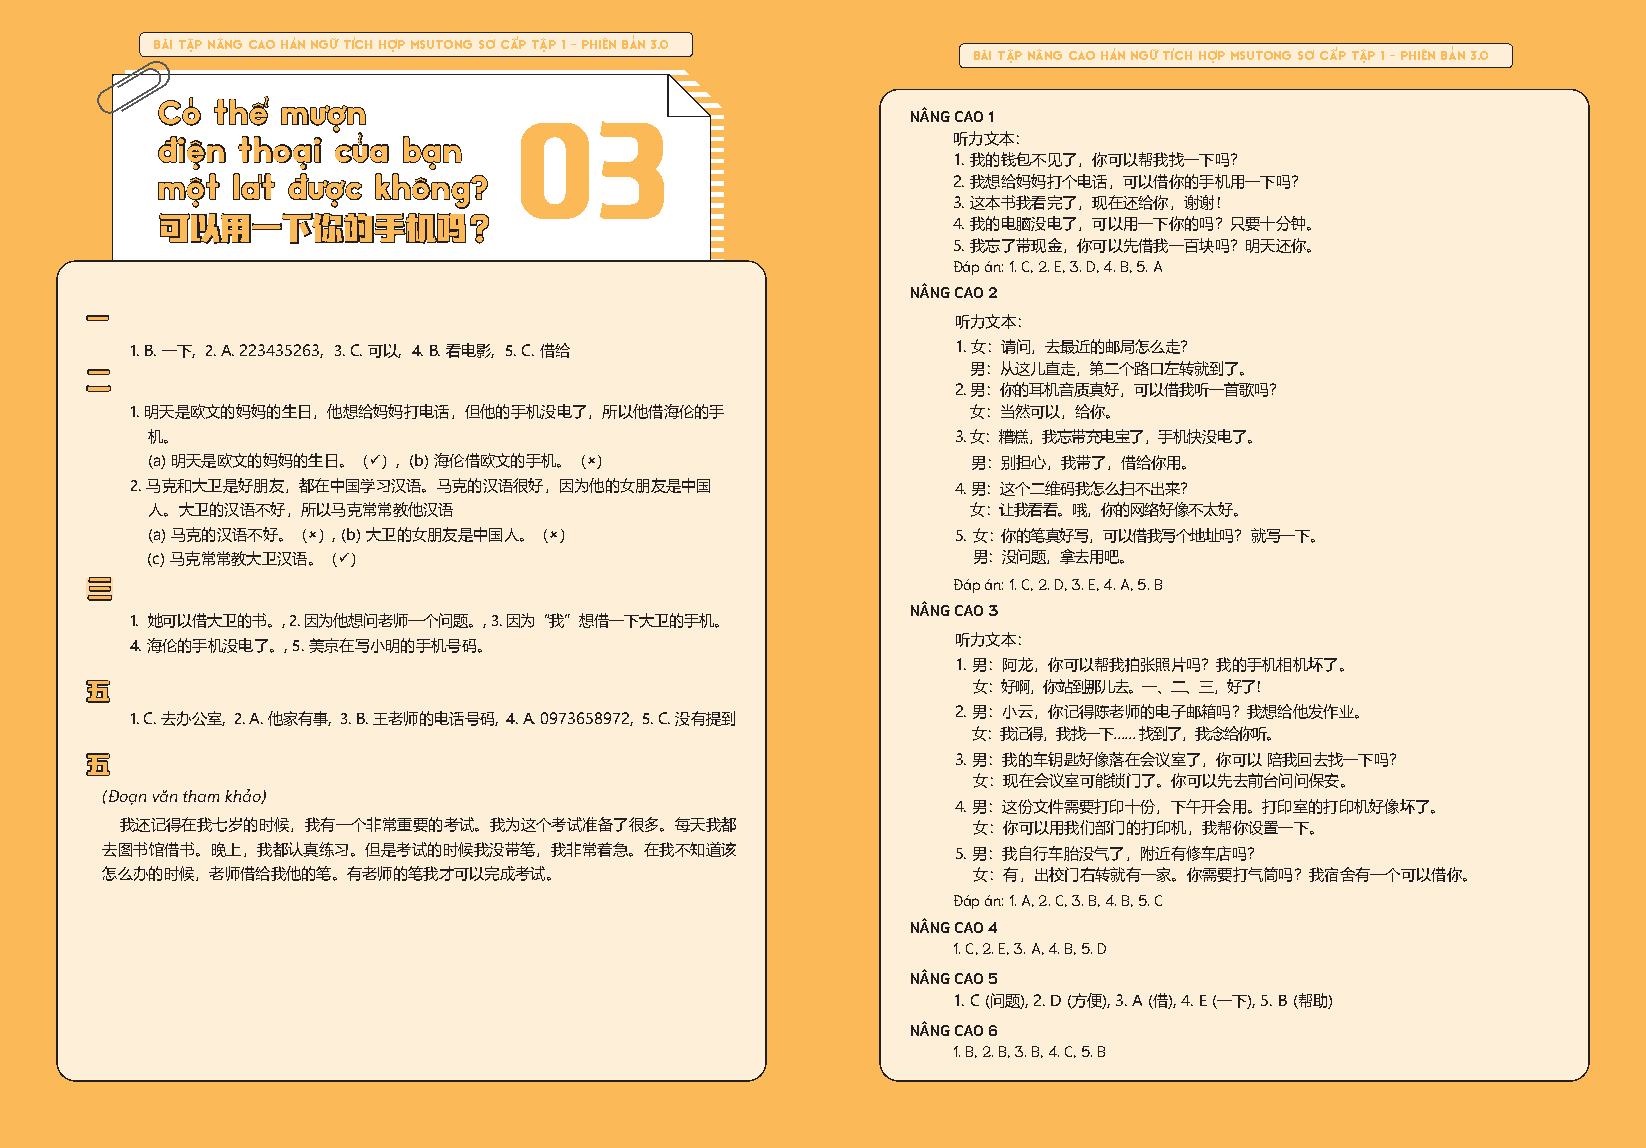 BÀI TẬP NÂNG CAO HÁN NGỮ TÍCH HỢP MSUTONG SƠ CẤP TẬP 1 - PHIÊN BẢN 3.0
Có thể mượn
điện thoại của bạn
một lát được không?
可以用一下你的手机吗？
03
一
1. B. 一下, 2. A. 223435263, 3. C. 可以, 4. B. 看电影, 5. C. 借给
二
1. 明天是欧文的妈妈的生日，他想给妈妈打电话，但他的手机没电了，所以他借海伦的手
机。
(a) 明天是欧文的妈妈的生日。（✓），(b) 海伦借欧文的手机。（×）
2. 马克和大卫是好朋友，都在中国学习汉语。马克的汉语很好，因为他的女朋友是中国
人。大卫的汉语不好，所以马克常常教他汉语
(a) 马克的汉语不好。（×）, (b) 大卫的女朋友是中国人。（×）
(c) 马克常常教大卫汉语。（✓）
三
1. 她可以借大卫的书。, 2. 因为他想问老师一个问题。, 3. 因为“我”想借一下大卫的手机。
4. 海伦的手机没电了。, 5. 美京在写小明的手机号码。
五
1. C. 去办公室, 2. A. 他家有事, 3. B. 王老师的电话号码, 4. A. 0973658972, 5. C. 没有提到
五
(Đoạn văn tham khảo)
我还记得在我七岁的时候，我有一个非常重要的考试。我为这个考试准备了很多。每天我都
去图书馆借书。晚上，我都认真练习。但是考试的时候我没带笔，我非常着急。在我不知道该
怎么办的时候，老师借给我他的笔。有老师的笔我才可以完成考试。
BÀI TẬP NÂNG CAO HÁN NGỮ TÍCH HỢP MSUTONG SƠ CẤP TẬP 1 - PHIÊN BẢN 3.0
NÂNG CAO 1
听力文本：
1. 我的钱包不见了，你可以帮我找一下吗？
2. 我想给妈妈打个电话，可以借你的手机用一下吗？
3. 这本书我看完了，现在还给你，谢谢！
4. 我的电脑没电了，可以用一下你的吗？只要十分钟。
5. 我忘了带现金，你可以先借我一百块吗？明天还你。
Đáp án: 1. C, 2. E, 3. D, 4. B, 5. A
NÂNG CAO 2
听力文本：
1. 女：请问，去最近的邮局怎么走？
男：从这儿直走，第二个路口左转就到了。
2. 男：你的耳机音质真好，可以借我听一首歌吗？
女：当然可以，给你。
3. 女：糟糕，我忘带充电宝了，手机快没电了。
男：别担心，我带了，借给你用。
4. 男：这个二维码我怎么扫不出来？
女：让我看看。哦，你的网络好像不太好。
5. 女：你的笔真好写，可以借我写个地址吗？就写一下。
男：没问题，拿去用吧。
Đáp án: 1. C, 2. D, 3. E, 4. A, 5. B
NÂNG CAO 3
听力文本：
1. 男：阿龙，你可以帮我拍张照片吗？我的手机相机坏了。
女：好啊，你站到那儿去。一、二、三，好了！
2. 男：小云，你记得陈老师的电子邮箱吗？我想给他发作业。
女：我记得，我找一下......找到了，我念给你听。
3. 男：我的车钥匙好像落在会议室了，你可以 陪我回去找一下吗？
女：现在会议室可能锁门了。你可以先去前台问问保安。
4. 男：这份文件需要打印十份，下午开会用。打印室的打印机好像坏了。
女：你可以用我们部门的打印机，我帮你设置一下。
5. 男：我自行车胎没气了，附近有修车店吗？
女：有，出校门右转就有一家。你需要打气筒吗？我宿舍有一个可以借你。
Đáp án: 1. A, 2. C, 3. B, 4. B, 5. C
NÂNG CAO 4
1. C, 2. E, 3. A, 4. B, 5. D
NÂNG CAO 5
1. C (问题), 2. D (方便), 3. A (借), 4. E (一下), 5. B (帮助)
NÂNG CAO 6
1. B, 2. B, 3. B, 4. C, 5. B